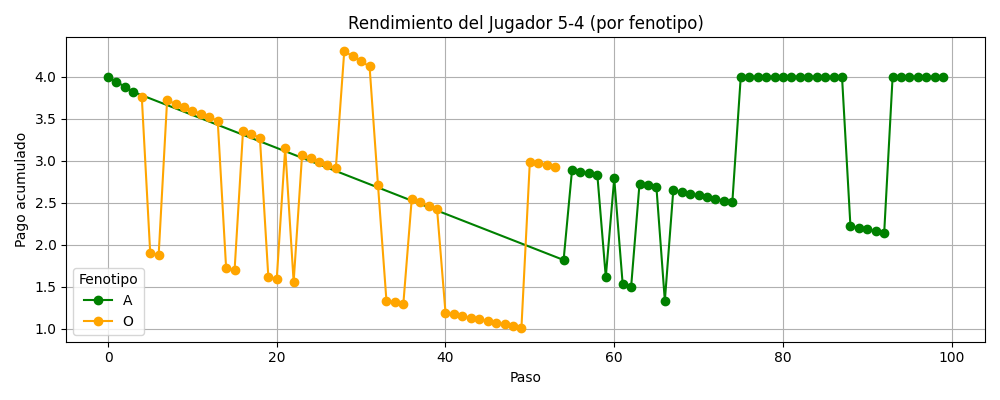 Rendimiento del Jugador 5-4 (por fenotipo)
Pago acumulado
4.0
3.5
3.0
2.5
2.0
1.5
1.0
Fenotipo
A
O
0 20 40 60 80 100
Paso